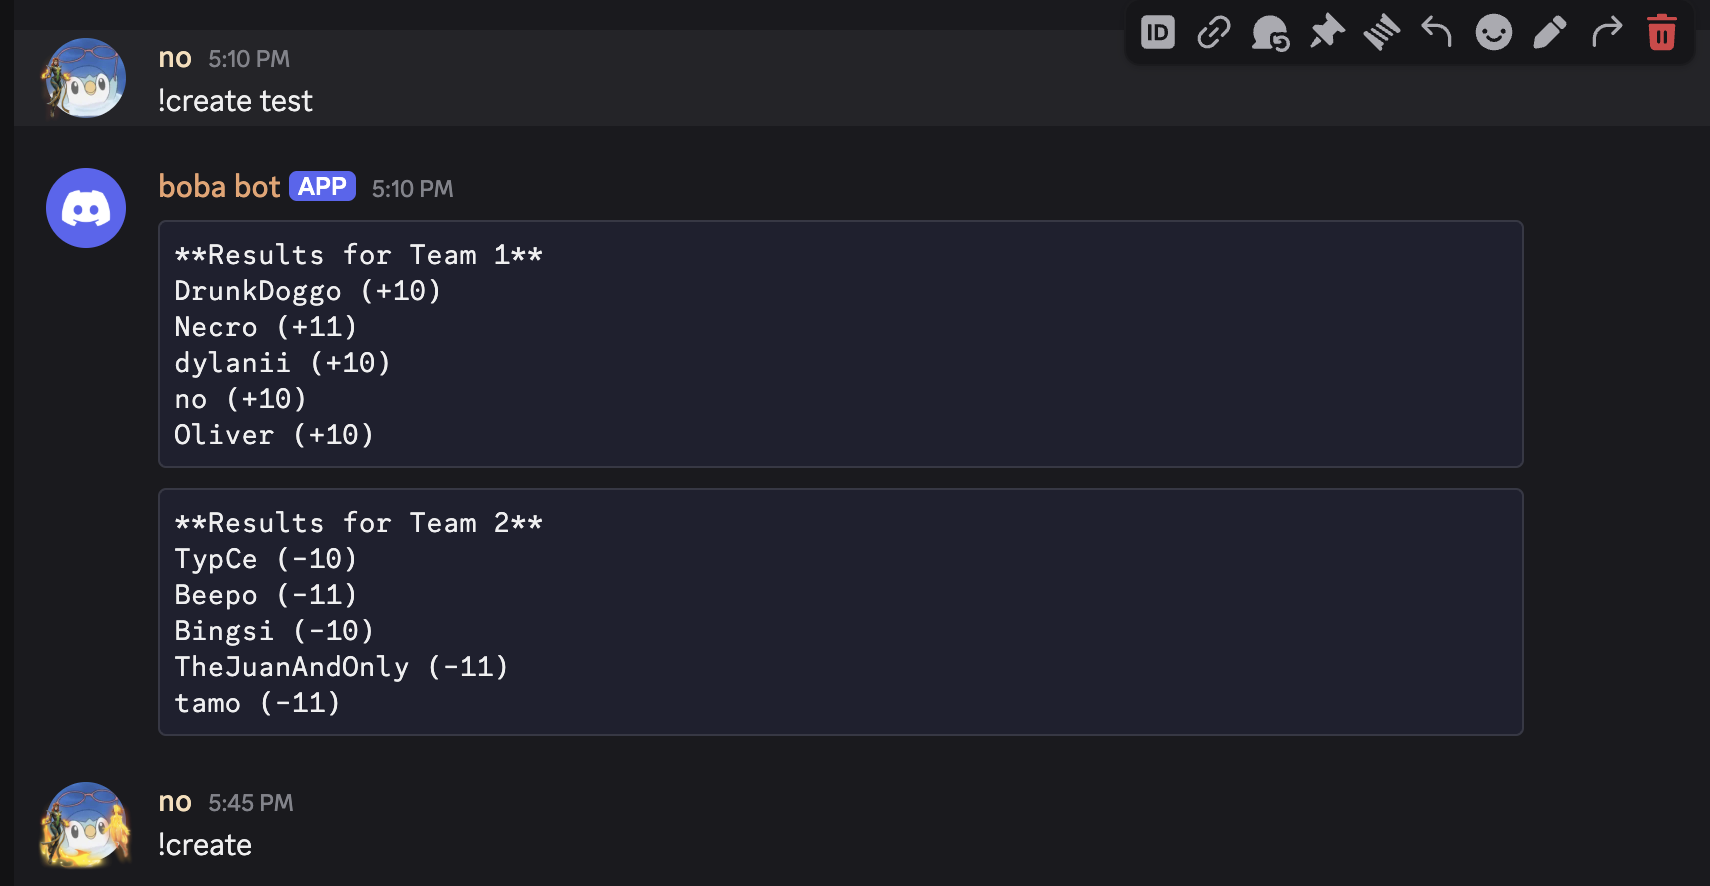 ID
no 5:10 PM
!create test
boba bot APP 5:10 PM
**Results for Team 1**
DrunkDoggo (+10)
Necro (+11)
dylanii (+10)
no (+10)
Oliver (+10)
**Results for Team 2**
TypCe (-10)
Beepo (-11)
Bingsi (-10)
TheJuanAndOnly (-11)
tamo (-11)
no 5:45 PM
!create